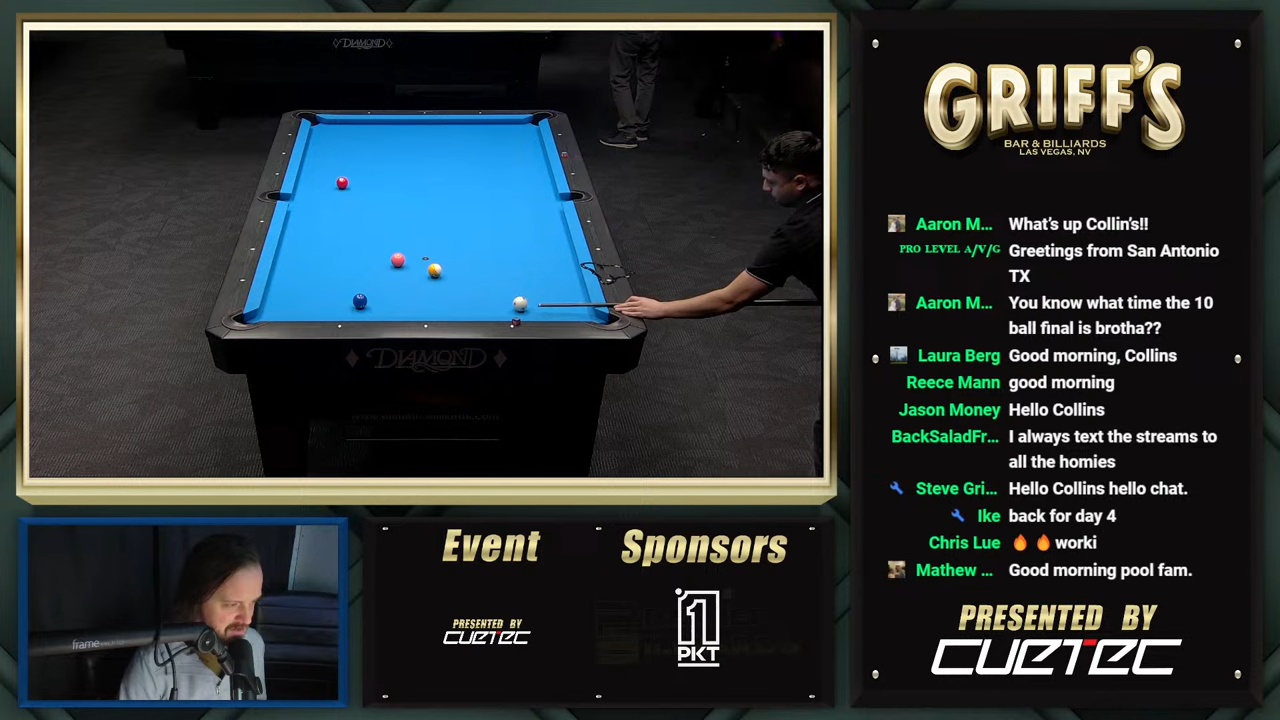 DIAMOND
DIAMOND
GRIFF'S
BAR & BILLIARDS
LAS VEGAS, NV
Aaron M... What's up Collin's!!
PRO LEVEL A/V/G Greetings from San Antonio
TX
Aaron M... You know what time the 10
ball final is brotha??
Laura Berg Good morning, Collins
Reece Mann good morning
Jason Money Hello Collins
BackSaladFr... I always text the streams to
all the homies
Steve Gri... Hello Collins hello chat.
Ike back for day 4
Chris Lue 🔥 🔥 worki
Mathew ... Good morning pool fam.
PRESENTED BY
CUETEC
frame
Event
PRESENTED BY
CUETEC
Sponsors
1
PKT